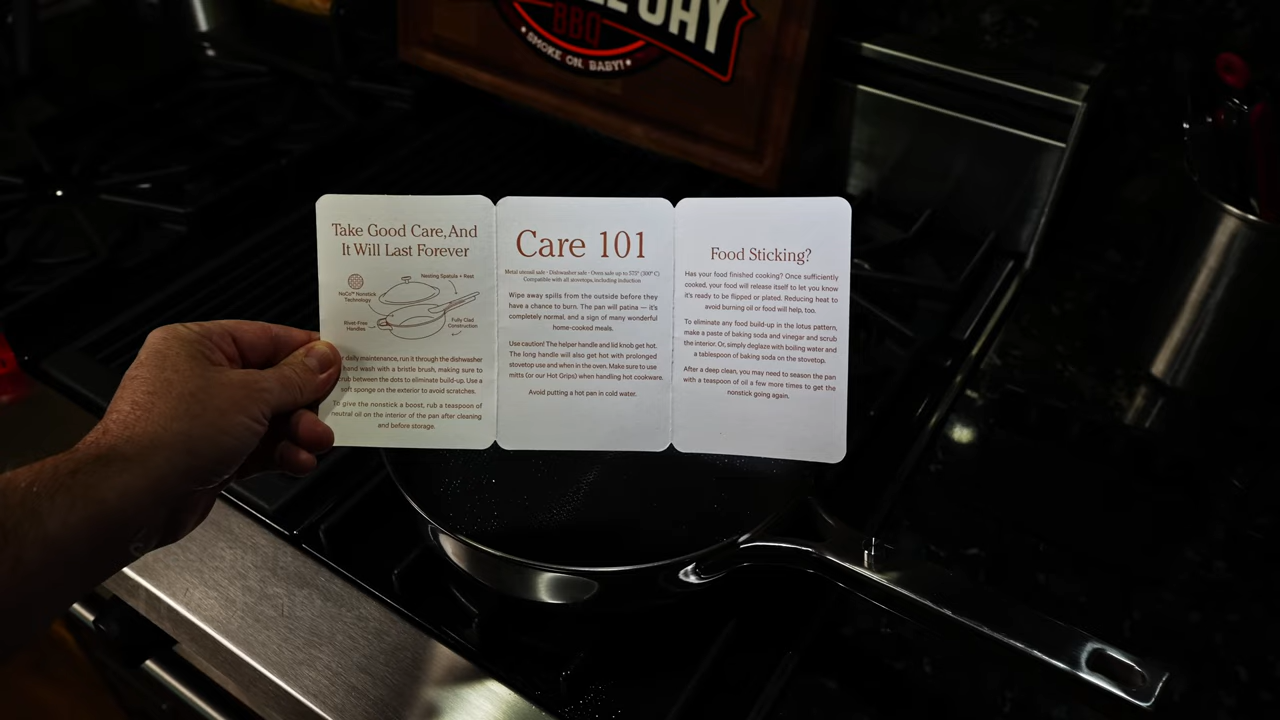 BBQ
SMOKE ON, BABY!
Take Good Care, And
It Will Last Forever
Nesting Spatula + Rest
NoCo™ Nonstick
Technology
Rivet-Free
Handles
Fully Clad
Construction
daily maintenance, run it through the dishwasher
hand wash with a bristle brush, making sure to
between the dots to eliminate build-up. Use a
soft sponge on the exterior to avoid scratches.
To give the nonstick a boost, rub a teaspoon of
neutral oil on the interior of the pan after cleaning
and before storage.
Care 101
Metal utensil safe · Dishwasher safe · Oven safe up to 572° (300° C)
Compatible with all stovetops, including induction
Wipe away spills from the outside before they
have a chance to burn. The pan will patina — it's
completely normal, and a sign of many wonderful
home-cooked meals.
Use caution! The helper handle and lid knob get hot.
The long handle will also get hot with prolonged
stovetop use and when in the oven. Make sure to use
mitts (or our Hot Grips) when handling hot cookware.
Avoid putting a hot pan in cold water.
Food Sticking?
Has your food finished cooking? Once sufficiently
cooked, your food will release itself to let you know
it's ready to be flipped or plated. Reducing heat to
avoid burning oil or food will help, too.
To eliminate any food build-up in the lotus pattern,
make a paste of baking soda and vinegar and scrub
the interior. Or, simply deglaze with boiling water and
a tablespoon of baking soda on the stovetop.
After a deep clean, you may need to season the pan
with a teaspoon of oil a few more times to get the
nonstick going again.